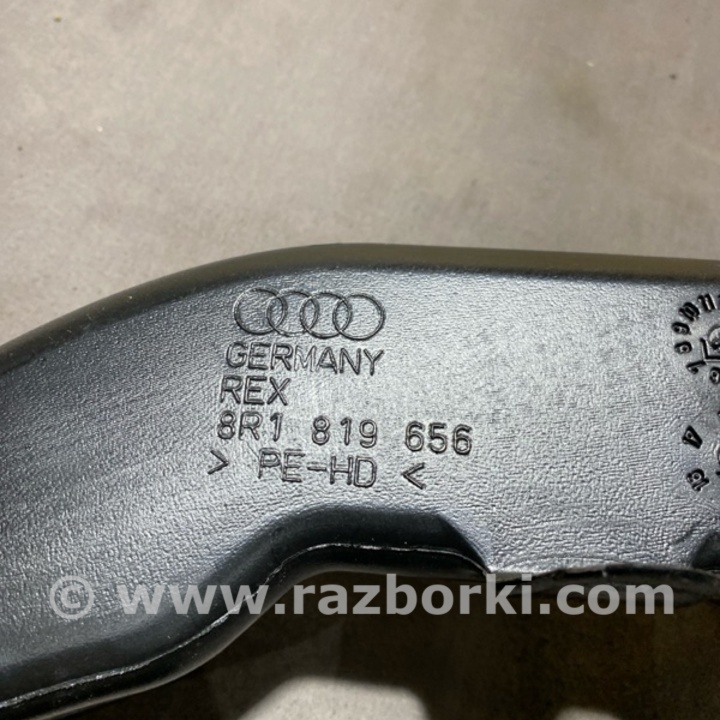 GERMANY
REX
8R1 819 656
> PE-HD <
© www.razborki.com